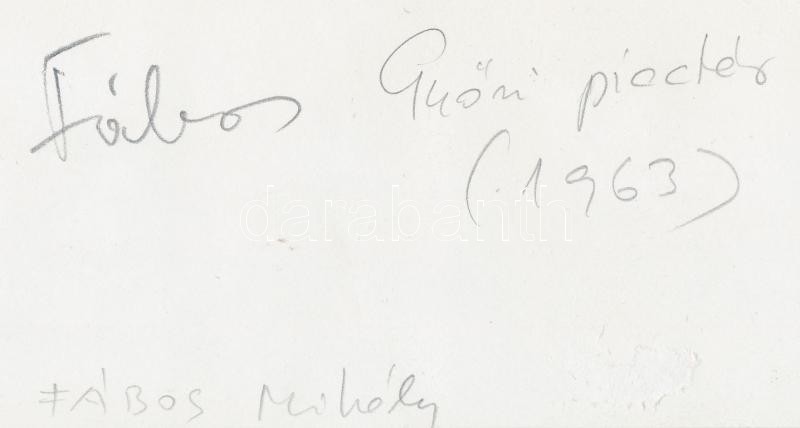 Fábos Győri piactér
(1963)
darabanth
FÁBOS Mihály